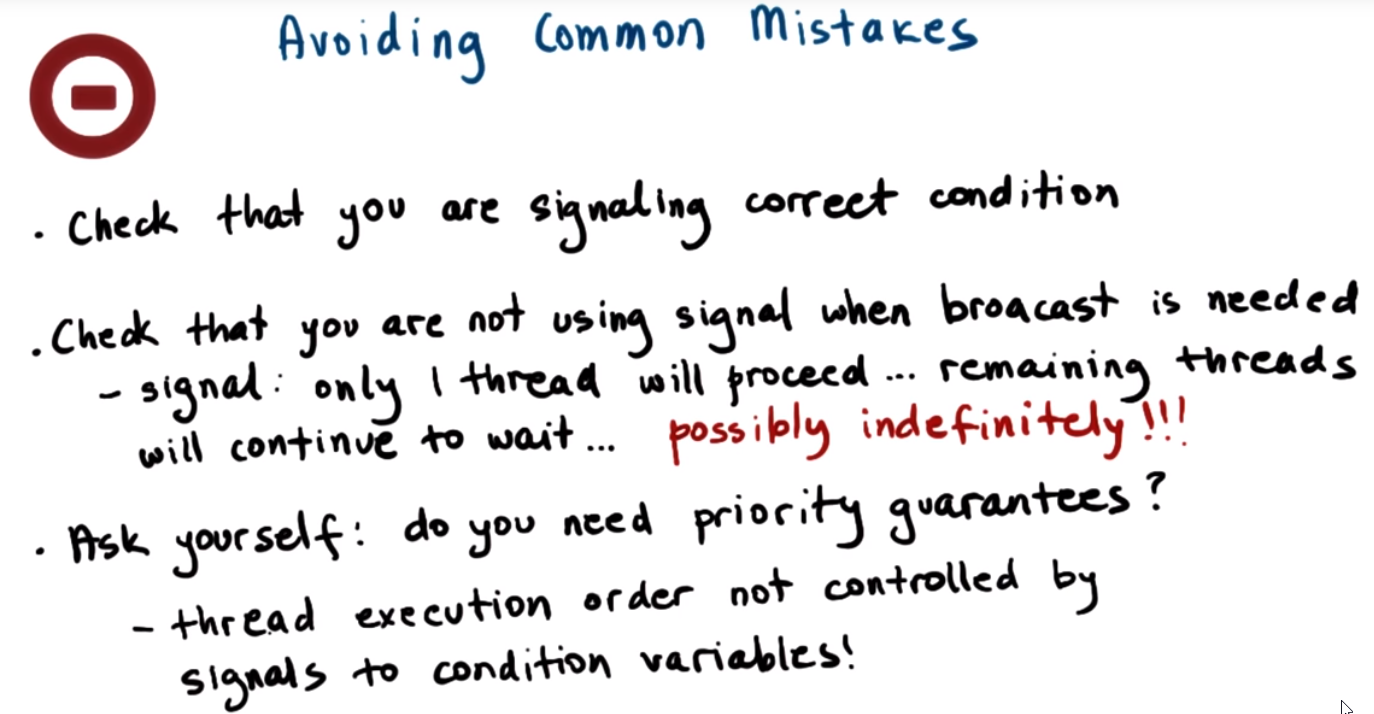 Avoiding Common Mistakes
. Check that you are signaling correct condition
. Check that you are not using signal when broacast is needed
- signal: only 1 thread will proceed ... remaining threads
will continue to wait ... possibly indefinitely!!!
. Ask yourself: do you need priority guarantees?
- thread execution order not controlled by
signals to condition variables!